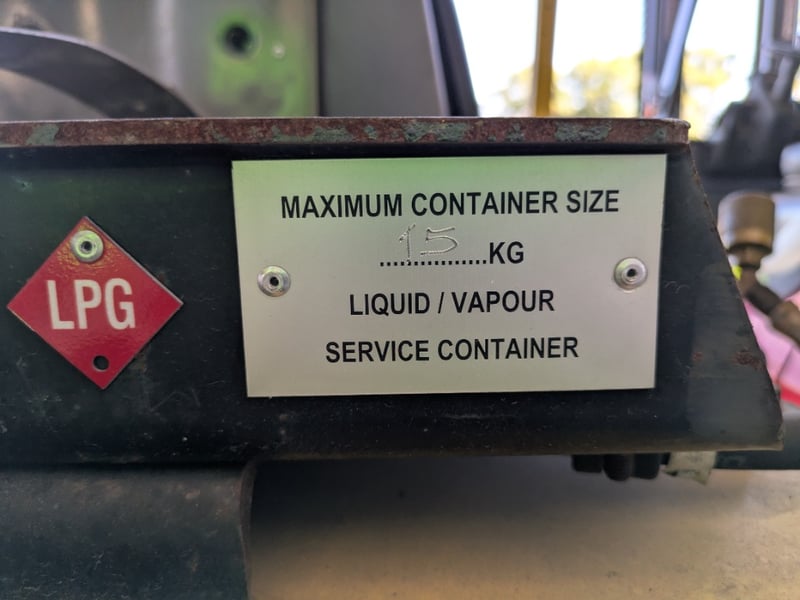 LPG
MAXIMUM CONTAINER SIZE
15
................KG
LIQUID / VAPOUR
SERVICE CONTAINER